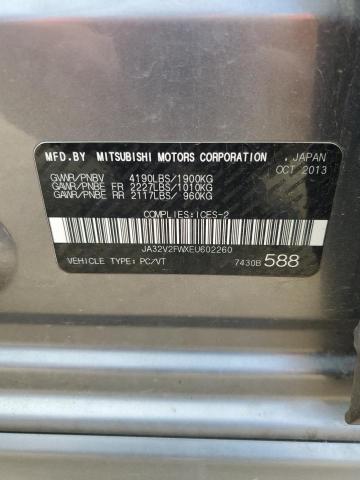 MFD.BY MITSUBISHI MOTORS CORPORATION , JAPAN
OCT 2013
GVWR/PNBV 4190LBS/1900KG
GAWR/PNBE FR 2227LBS/1010KG
GAWR/PNBE RR 2117LBS/ 960KG
COMPLIES:ICES-2
JA32V2FWXEU602260
VEHICLE TYPE: PC/VT 7430B 588